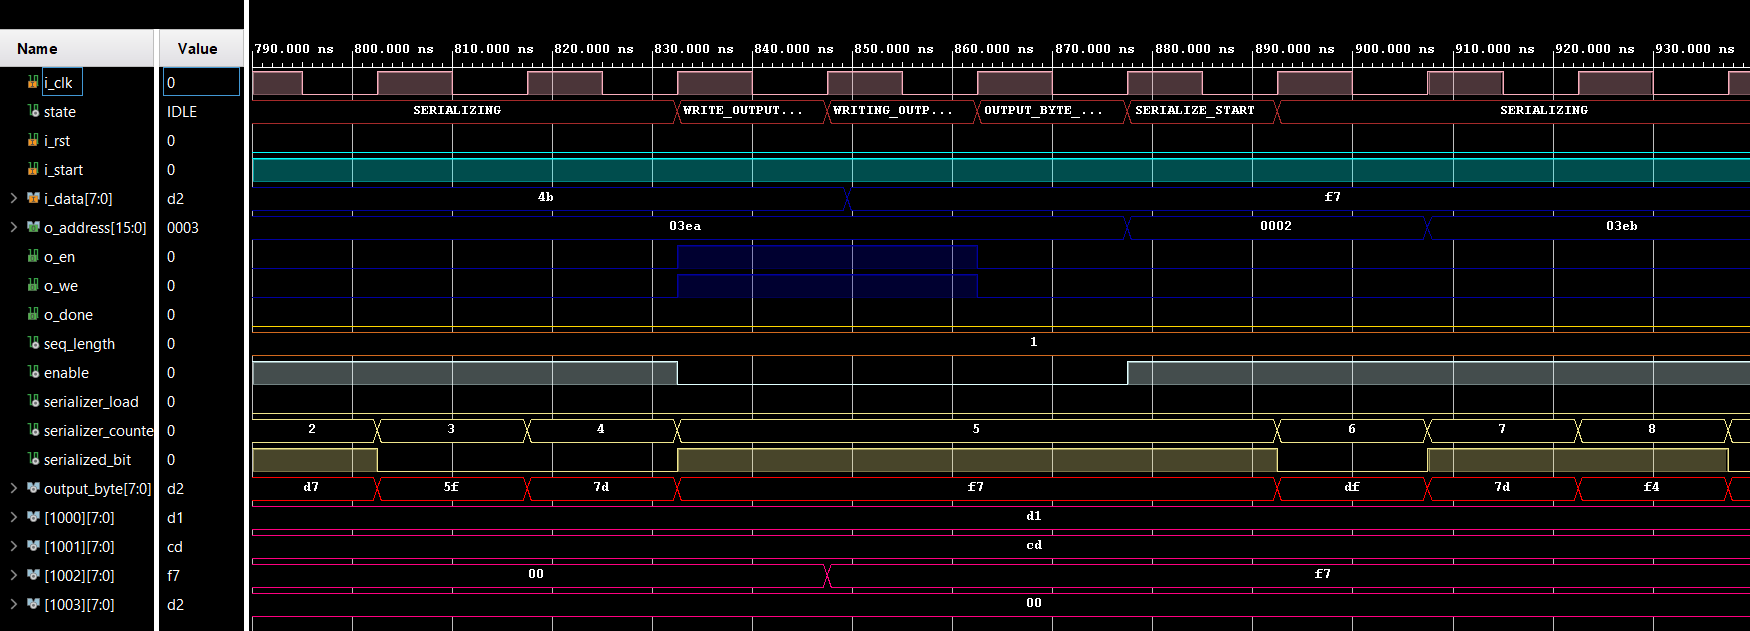 Name Value 790.000 ns 800.000 ns 810.000 ns 820.000 ns 830.000 ns 840.000 ns 850.000 ns 860.000 ns 870.000 ns 880.000 ns 890.000 ns 900.000 ns 910.000 ns 920.000 ns 930.000 ns
i_clk 0
state IDLE SERIALIZING WRITE_OUTPUT... WRITING_OUTP... OUTPUT_BYTE_... SERIALIZE_START SERIALIZING
i_rst 0
i_start 0
i_data[7:0] d2 4b f7
o_address[15:0] 0003 03ea 0002 03eb
o_en 0
o_we 0
o_done 0
seq_length 0 1
enable 0
serializer_load 0
serializer_counte 0 2 3 4 5 6 7 8
serialized_bit 0
output_byte[7:0] d2 d7 5f 7d f7 df 7d f4
[1000][7:0] d1 d1
[1001][7:0] cd cd
[1002][7:0] f7 00 f7
[1003][7:0] d2 00